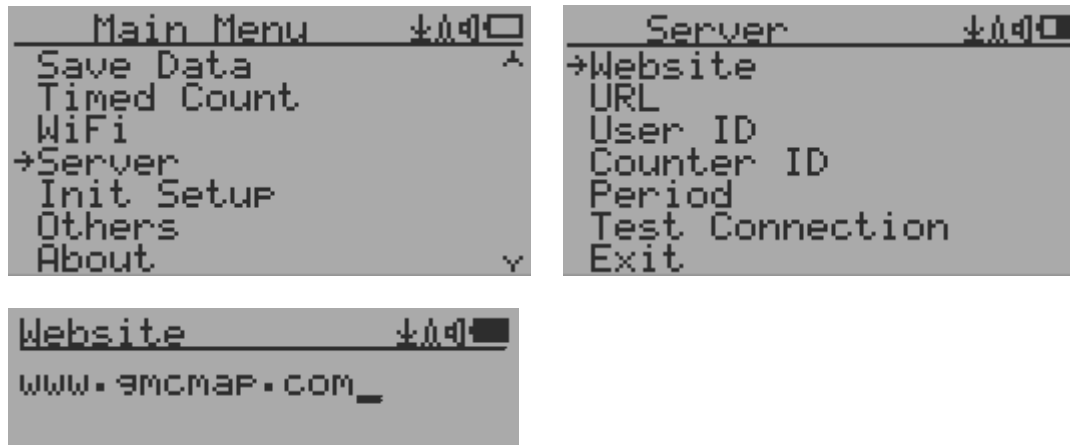 Main Menu
Save Data
Timed Count
WiFi
→Server
Init Setup
Others
About
Server
→Website
URL
User ID
Counter ID
Period
Test Connection
Exit
Website
www.gmcmap.com_